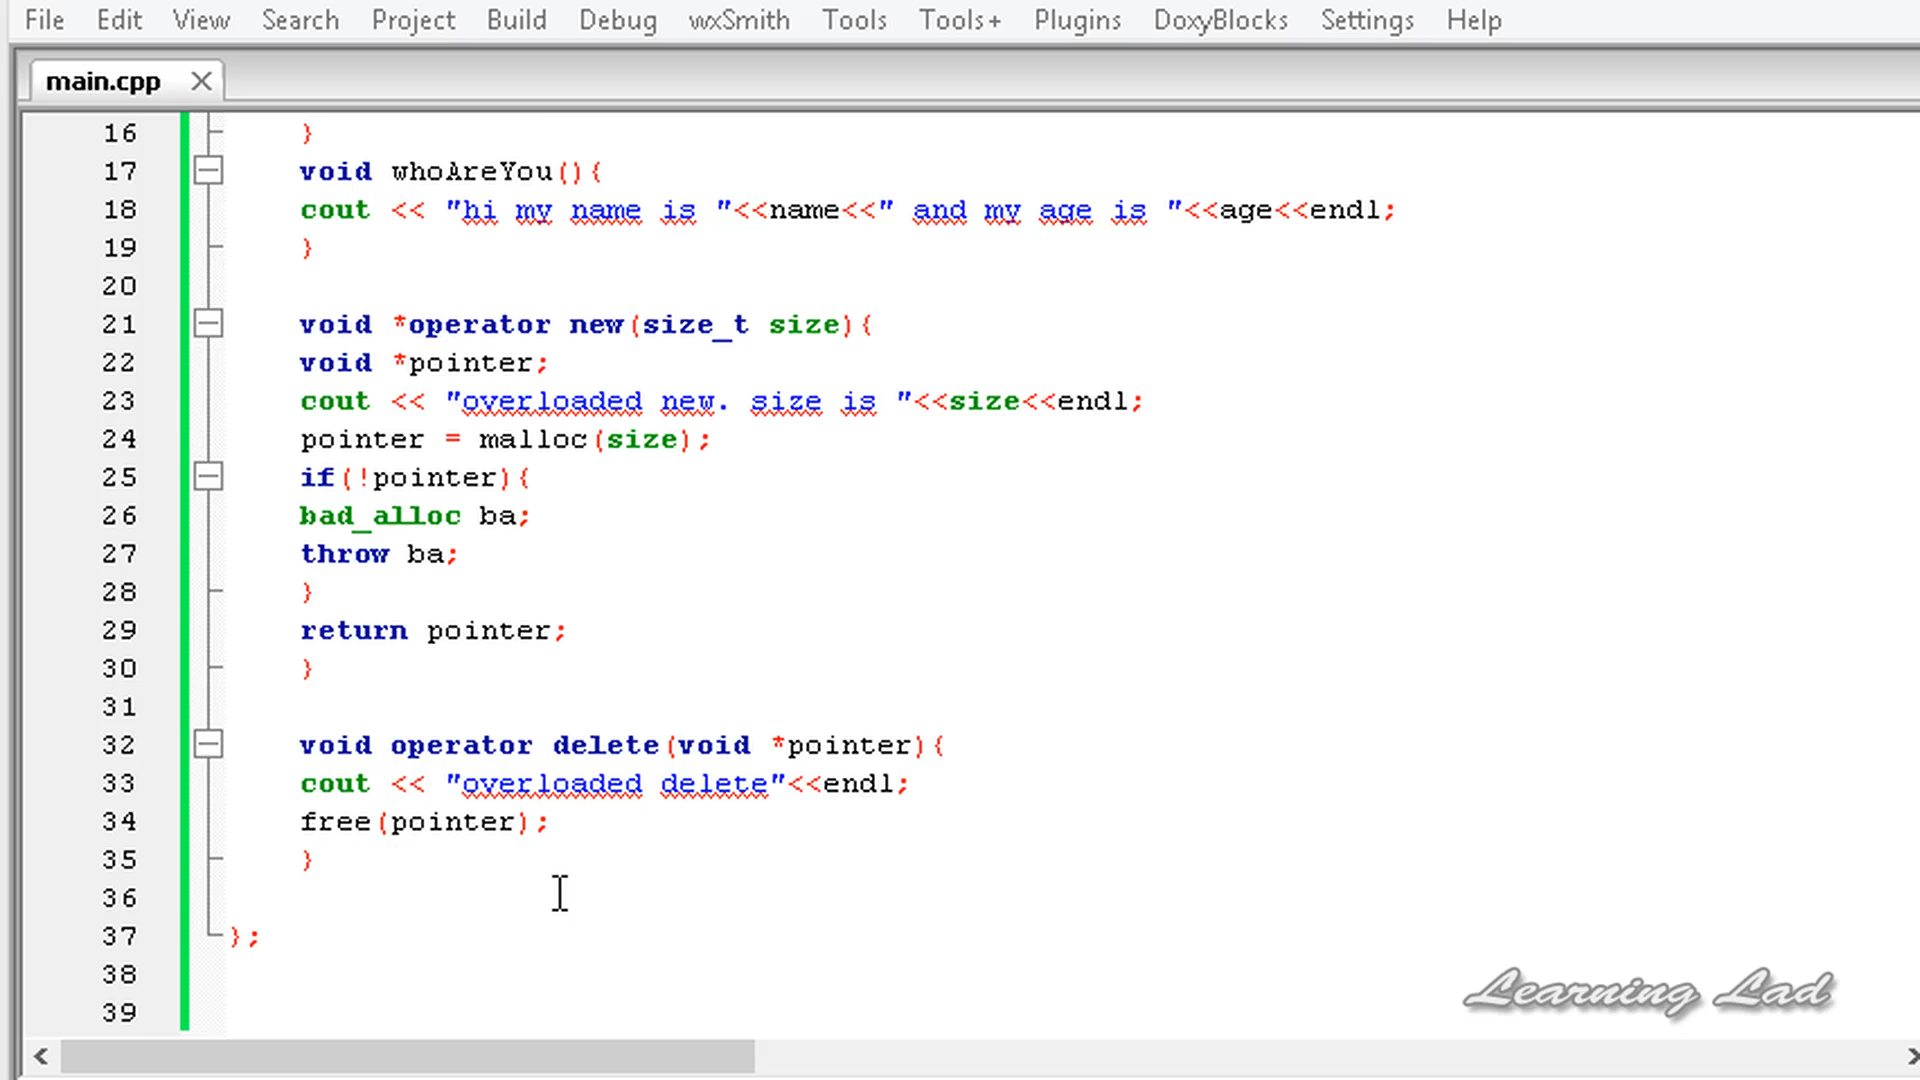 File Edit View Search Project Build Debug wxSmith Tools Tools+ Plugins DoxyBlocks Settings Help
main.cpp
16 }
17 void whoAreYou(){
18 cout << "hi my name is "<<name<<" and my age is "<<age<<endl;
19 }
20
21 void *operator new(size_t size){
22 void *pointer;
23 cout << "overloaded new. size is "<<size<<endl;
24 pointer = malloc(size);
25 if(!pointer){
26 bad_alloc ba;
27 throw ba;
28 }
29 return pointer;
30 }
31
32 void operator delete(void *pointer){
33 cout << "overloaded delete"<<endl;
34 free(pointer);
35 }
36
37 };
38
39
Learning Lad